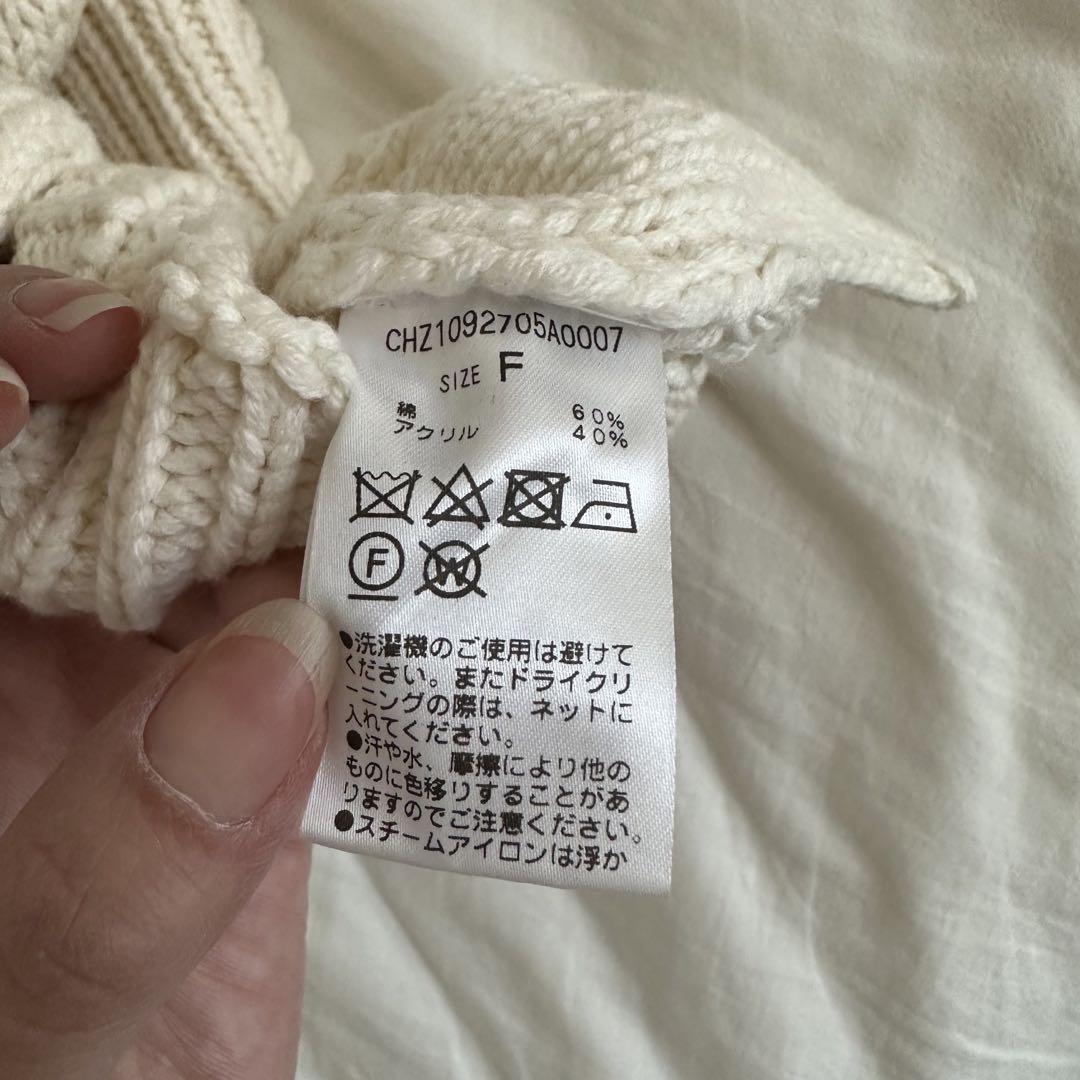 CHZ1092705A0007
SIZE F
綿 60%
アクリル 40%
F W
●洗濯機のご使用は避けて
ください。またドライクリ
ーニングの際は、ネットに
入れてください。
●汗や水、摩擦により他の
ものに色移りすることがあ
りますのでご注意ください。
●スチームアイロンは浮か